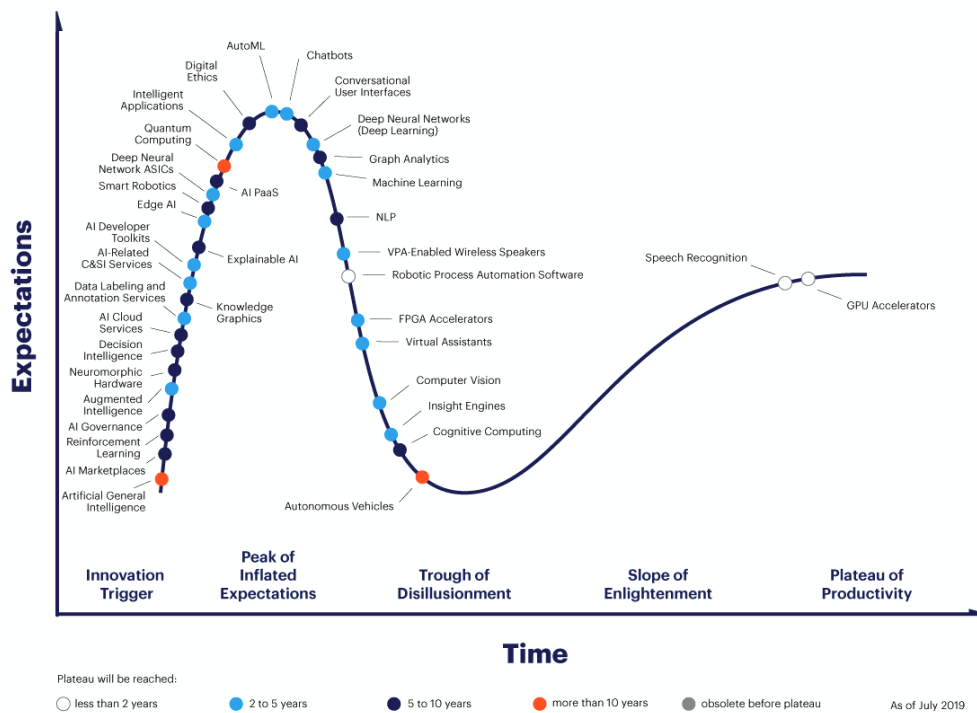 AutoML
Chatbots
Digital
Ethics
Conversational
User Interfaces
Intelligent
Applications
Deep Neural Networks
(Deep Learning)
Quantum
Computing
Graph Analytics
Deep Neural
Network ASICs
Machine Learning
Smart Robotics
AI PaaS
Edge AI
NLP
AI Developer
Toolkits
Explainable AI
VPA-Enabled Wireless Speakers
Speech Recognition
AI-Related
C&SI Services
Robotic Process Automation Software
Data Labeling and
Annotation Services
Knowledge
Graphics
GPU Accelerators
AI Cloud
Services
FPGA Accelerators
Decision
Intelligence
Virtual Assistants
Neuromorphic
Hardware
Computer Vision
Augmented
Intelligence
Insight Engines
AI Governance
Cognitive Computing
Reinforcement
Learning
AI Marketplaces
Artificial General
Intelligence
Autonomous Vehicles
Expectations
Innovation
Trigger
Peak of
Inflated
Expectations
Trough of
Disillusionment
Slope of
Enlightenment
Plateau of
Productivity
Time
Plateau will be reached:
less than 2 years
2 to 5 years
5 to 10 years
more than 10 years
obsolete before plateau
As of July 2019